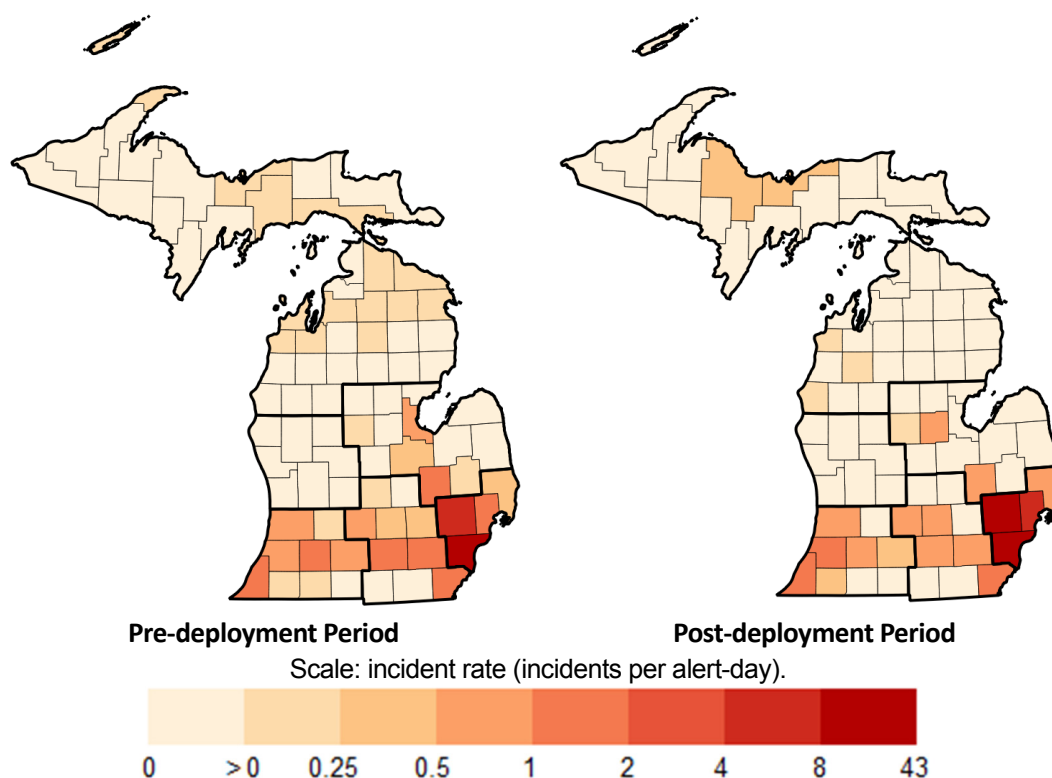 Pre-deployment Period Post-deployment Period
Scale: incident rate (incidents per alert-day).
0 >0 0.25 0.5 1 2 4 8 43